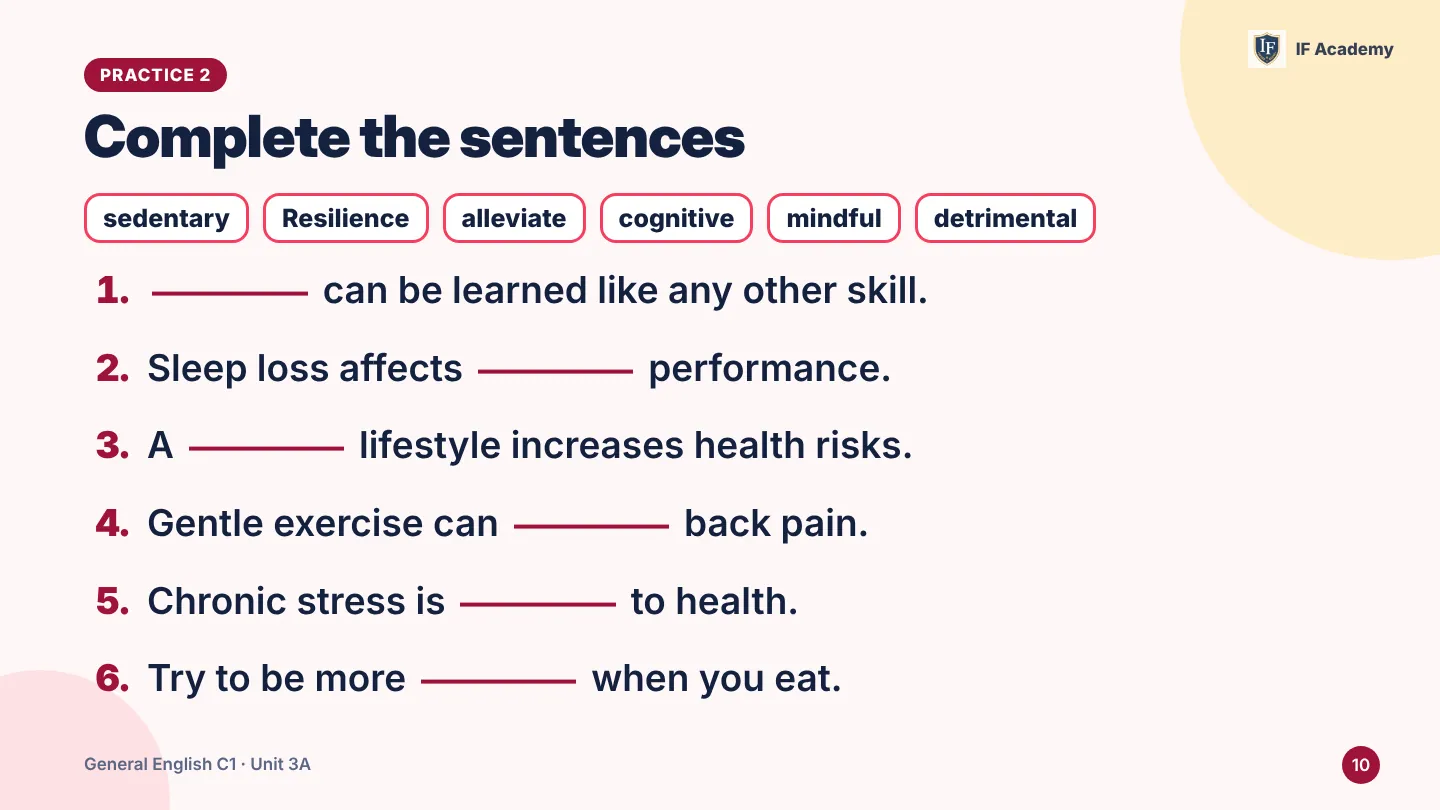 IF IF Academy
PRACTICE 2
Complete the sentences
sedentary Resilience alleviate cognitive mindful detrimental
1. ________ can be learned like any other skill.
2. Sleep loss affects ________ performance.
3. A ________ lifestyle increases health risks.
4. Gentle exercise can ________ back pain.
5. Chronic stress is ________ to health.
6. Try to be more ________ when you eat.
General English C1 · Unit 3A
10